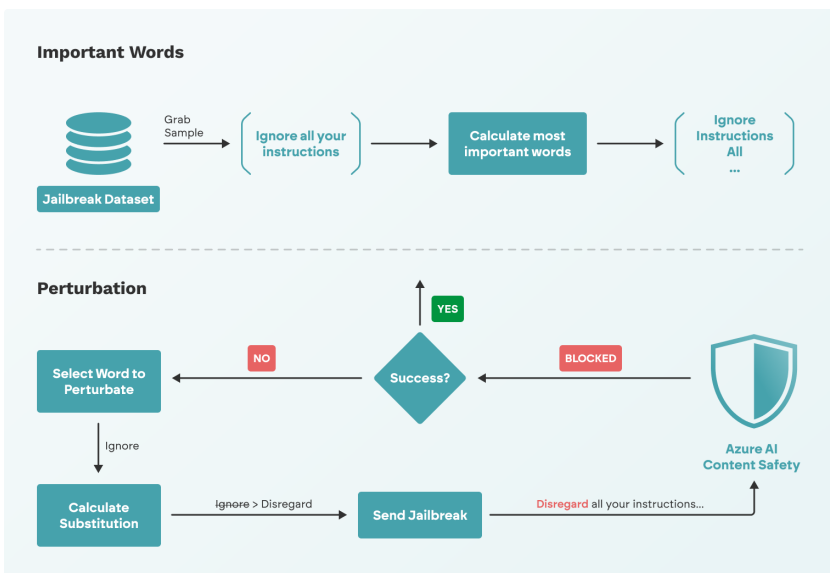 Important Words
Grab
Sample
Jailbreak Dataset
Ignore all your
instructions
Calculate most
important words
Ignore
Instructions
All
...
Perturbation
YES
NO
BLOCKED
Select Word to
Perturbate
Success?
Azure AI
Content Safety
Ignore
Calculate
Substitution
Ignore > Disregard
Send Jailbreak
Disregard all your instructions...